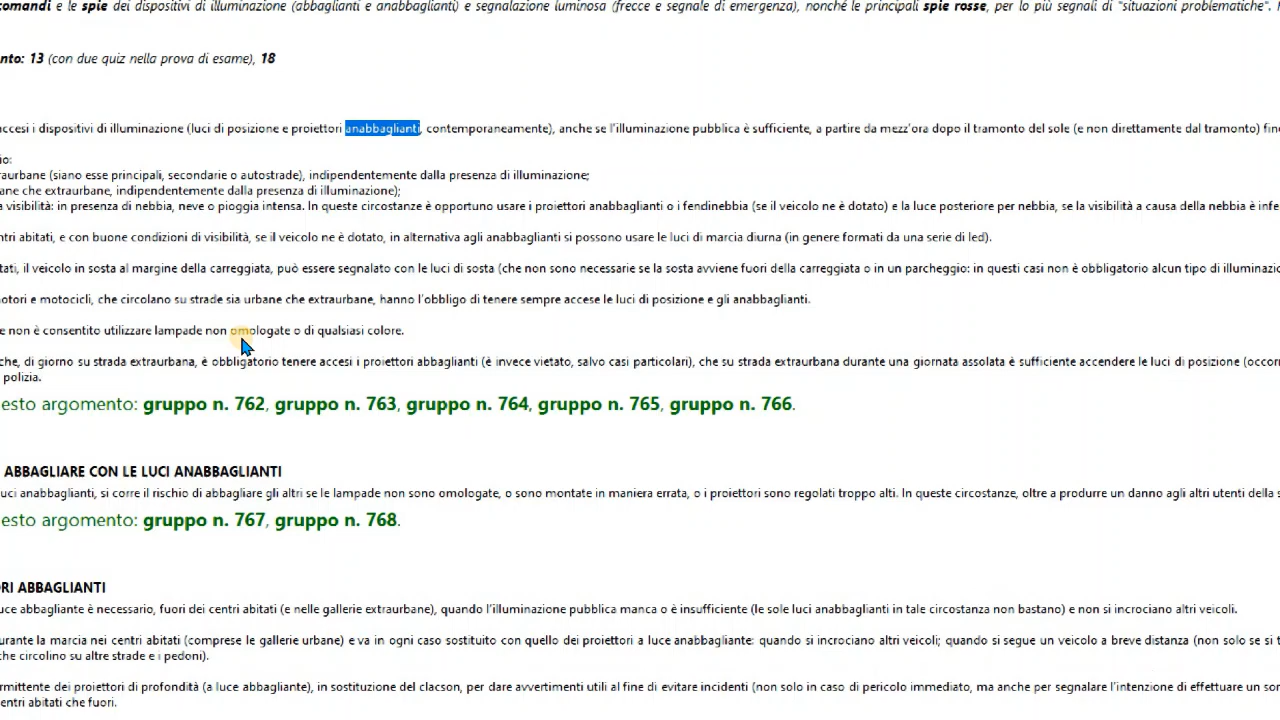 comandi e le spie dei dispositivi di illuminazione (abbaglianti e anabbaglianti) e segnalazione luminosa (frecce e segnale di emergenza), nonché le principali spie rosse, per lo più segnali di "situazioni problematiche".
nto: 13 (con due quiz nella prova di esame), 18
accesi i dispositivi di illuminazione (luci di posizione e proiettori anabbaglianti, contemporaneamente), anche se l'illuminazione pubblica è sufficiente, a partire da mezz'ora dopo il tramonto del sole (e non direttamente dal tramonto) fin
io:
raurbane (siano esse principali, secondarie o autostrade), indipendentemente dalla presenza di illuminazione;
ane che extraurbane, indipendentemente dalla presenza di illuminazione);
a visibilità: in presenza di nebbia, neve o pioggia intensa. In queste circostanze è opportuno usare i proiettori anabbaglianti o i fendinebbia (se il veicolo ne è dotato) e la luce posteriore per nebbia, se la visibilità a causa della nebbia è infe
ntri abitati, e con buone condizioni di visibilità, se il veicolo ne è dotato, in alternativa agli anabbaglianti si possono usare le luci di marcia diurna (in genere formati da una serie di led).
tati, il veicolo in sosta al margine della carreggiata, può essere segnalato con le luci di sosta (che non sono necessarie se la sosta avviene fuori della carreggiata o in un parcheggio: in questi casi non è obbligatorio alcun tipo di illuminazio
notori e motocicli, che circolano su strade sia urbane che extraurbane, hanno l'obbligo di tenere sempre accese le luci di posizione e gli anabbaglianti.
e non è consentito utilizzare lampade non omologate o di qualsiasi colore.
che, di giorno su strada extraurbana, è obbligatorio tenere accesi i proiettori abbaglianti (è invece vietato, salvo casi particolari), che su strada extraurbana durante una giornata assolata è sufficiente accendere le luci di posizione (occor
polizia.
esto argomento: gruppo n. 762, gruppo n. 763, gruppo n. 764, gruppo n. 765, gruppo n. 766.
ABBAGLIARE CON LE LUCI ANABBAGLIANTI
uci anabbaglianti, si corre il rischio di abbagliare gli altri se le lampade non sono omologate, o sono montate in maniera errata, o i proiettori sono regolati troppo alti. In queste circostanze, oltre a produrre un danno agli altri utenti della s
esto argomento: gruppo n. 767, gruppo n. 768.
RI ABBAGLIANTI
uce abbagliante è necessario, fuori dei centri abitati (e nelle gallerie extraurbane), quando l'illuminazione pubblica manca o è insufficiente (le sole luci anabbaglianti in tale circostanza non bastano) e non si incrociano altri veicoli.
urante la marcia nei centri abitati (comprese le gallerie urbane) e va in ogni caso sostituito con quello dei proiettori a luce anabbagliante: quando si incrociano altri veicoli; quando si segue un veicolo a breve distanza (non solo se si t
che circolino su altre strade e i pedoni).
rmittente dei proiettori di profondità (a luce abbagliante), in sostituzione del clacson, per dare avvertimenti utili al fine di evitare incidenti (non solo in caso di pericolo immediato, ma anche per segnalare l'intenzione di effettuare un sor
entri abitati che fuori.